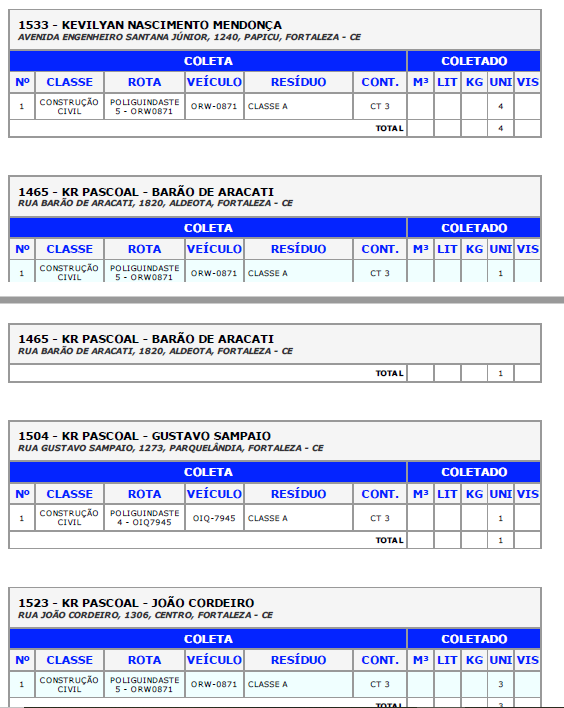 1533 - KEVILYAN NASCIMENTO MENDONÇA
AVENIDA ENGENHEIRO SANTANA JÚNIOR, 1240, PAPICU, FORTALEZA - CE
COLETA COLETADO
Nº CLASSE ROTA VEÍCULO RESÍDUO CONT. M³ LIT KG UNI VIS
1 CONSTRUÇÃO CIVIL POLIGUINDASTE 5 - ORW0871 ORW-0871 CLASSE A CT 3 4
TOTAL 4
1465 - KR PASCOAL - BARÃO DE ARACATI
RUA BARÃO DE ARACATI, 1820, ALDEOTA, FORTALEZA - CE
COLETA COLETADO
Nº CLASSE ROTA VEÍCULO RESÍDUO CONT. M³ LIT KG UNI VIS
1 CONSTRUÇÃO CIVIL POLIGUINDASTE 5 - ORW0871 ORW-0871 CLASSE A CT 3 1
1465 - KR PASCOAL - BARÃO DE ARACATI
RUA BARÃO DE ARACATI, 1820, ALDEOTA, FORTALEZA - CE
TOTAL 1
1504 - KR PASCOAL - GUSTAVO SAMPAIO
RUA GUSTAVO SAMPAIO, 1273, PARQUELÂNDIA, FORTALEZA - CE
COLETA COLETADO
Nº CLASSE ROTA VEÍCULO RESÍDUO CONT. M³ LIT KG UNI VIS
1 CONSTRUÇÃO CIVIL POLIGUINDASTE 4 - OIQ7945 OIQ-7945 CLASSE A CT 3 1
TOTAL 1
1523 - KR PASCOAL - JOÃO CORDEIRO
RUA JOÃO CORDEIRO, 1306, CENTRO, FORTALEZA - CE
COLETA COLETADO
Nº CLASSE ROTA VEÍCULO RESÍDUO CONT. M³ LIT KG UNI VIS
1 CONSTRUÇÃO CIVIL POLIGUINDASTE 5 - ORW0871 ORW-0871 CLASSE A CT 3 3
TOTAL 3